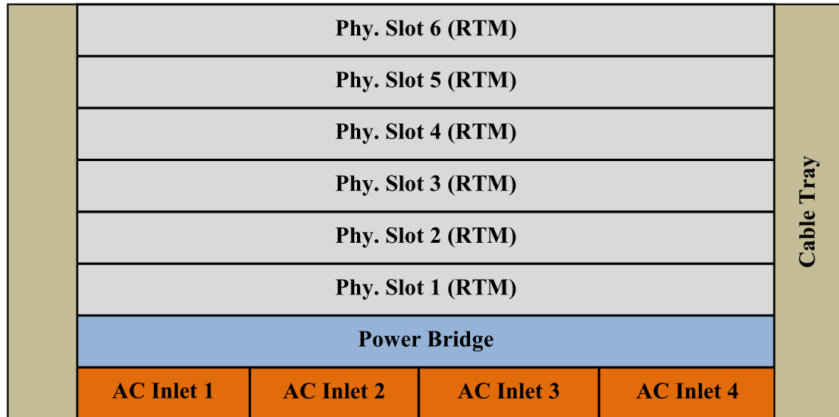 Phy. Slot 6 (RTM)
Phy. Slot 5 (RTM)
Phy. Slot 4 (RTM)
Phy. Slot 3 (RTM)
Phy. Slot 2 (RTM)
Phy. Slot 1 (RTM)
Power Bridge
AC Inlet 1
AC Inlet 2
AC Inlet 3
AC Inlet 4
Cable Tray